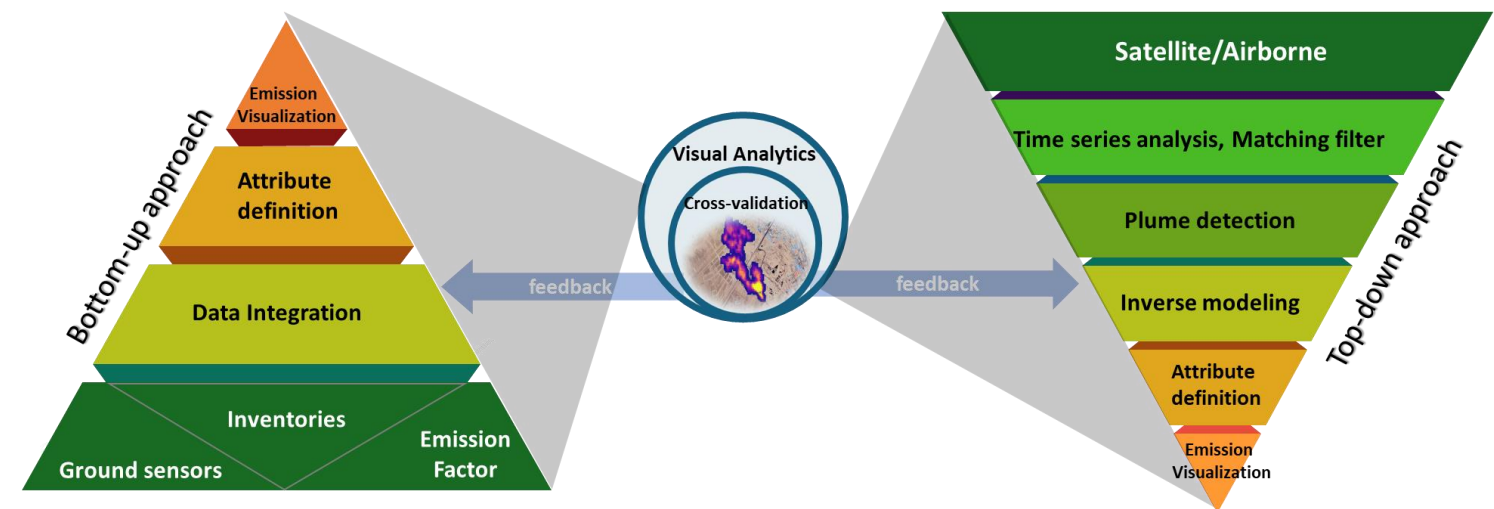 Bottom-up approach
Emission
Visualization
Attribute
definition
Data Integration
Inventories
Ground sensors
Emission
Factor
feedback
Visual Analytics
Cross-validation
feedback
Satellite/Airborne
Time series analysis, Matching filter
Plume detection
Inverse modeling
Attribute
definition
Emission
Visualization
Top-down approach